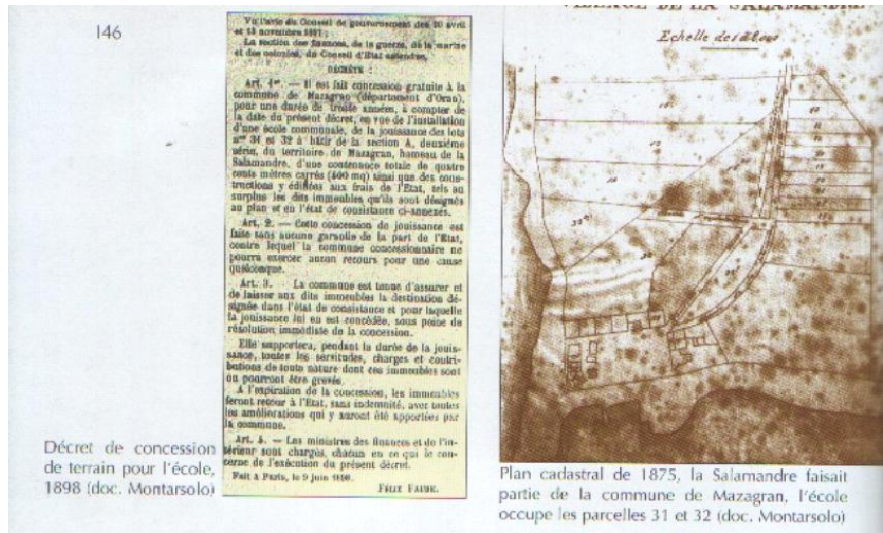 146
Vu l'avis du Conseil de gouvernement des 20 avril
et 13 novembre 1897 ;
La section des finances, de la guerre, de la marine
et des colonies, du Conseil d'Etat entendue,
DÉCRÈTE :
Art. 1er. — Il est fait concession gratuite à la
commune de Mazagran (département d'Oran),
pour une durée de trente années, à compter de
la date du présent décret, en vue de l'installation
d'une école communale, de la jouissance des lots
nos 31 et 32 à bâtir de la section A, deuxième
série, du territoire de Mazagran, hameau de la
Salamandre, d'une contenance totale de quatre
cents mètres carrés (400 mq) ainsi que des cons-
tructions y édifiées aux frais de l'Etat, tels au
surplus les dits immeubles qu'ils sont désignés
au plan et en l'état de consistance ci-annexés.
Art. 2. — Cette concession de jouissance est
faite sans aucune garantie de la part de l'Etat,
contre lequel la commune concessionnaire ne
pourra exercer aucun recours pour une cause
quelconque.
Art. 3. La commune est tenue d'assurer et
de laisser aux dits immeubles la destination dé-
signée dans l'état de consistance et pour laquelle
la jouissance lui en est concédée, sous peine de
résolution immédiate de la concession.
Elle supportera, pendant la durée de la jouis-
sance, toutes les servitudes, charges et contri-
butions de toute nature dont ces immeubles sont
ou pourront être grevés.
A l'expiration de la concession, les immeubles
feront retour à l'Etat, sans indemnité, avec toutes
les améliorations qui y auront été apportées par
la commune.
Art. — Les ministres des finances et de l'in-
térieur sont chargés, chacun en ce qui le con-
cerne de l'exécution du présent décret.
Fait à Paris, le 9 juin
FÉLIX FAURE.
Décret de concession
de terrain pour l'école,
1898 (doc. Montarsolo)
VILLAGE DE LA SALAMANDRE
Echelle de
Plan cadastral de 1875, la Salamandre faisait
partie de la commune de Mazagran, l'école
occupe les parcelles 31 et 32 (doc. Montarsolo)